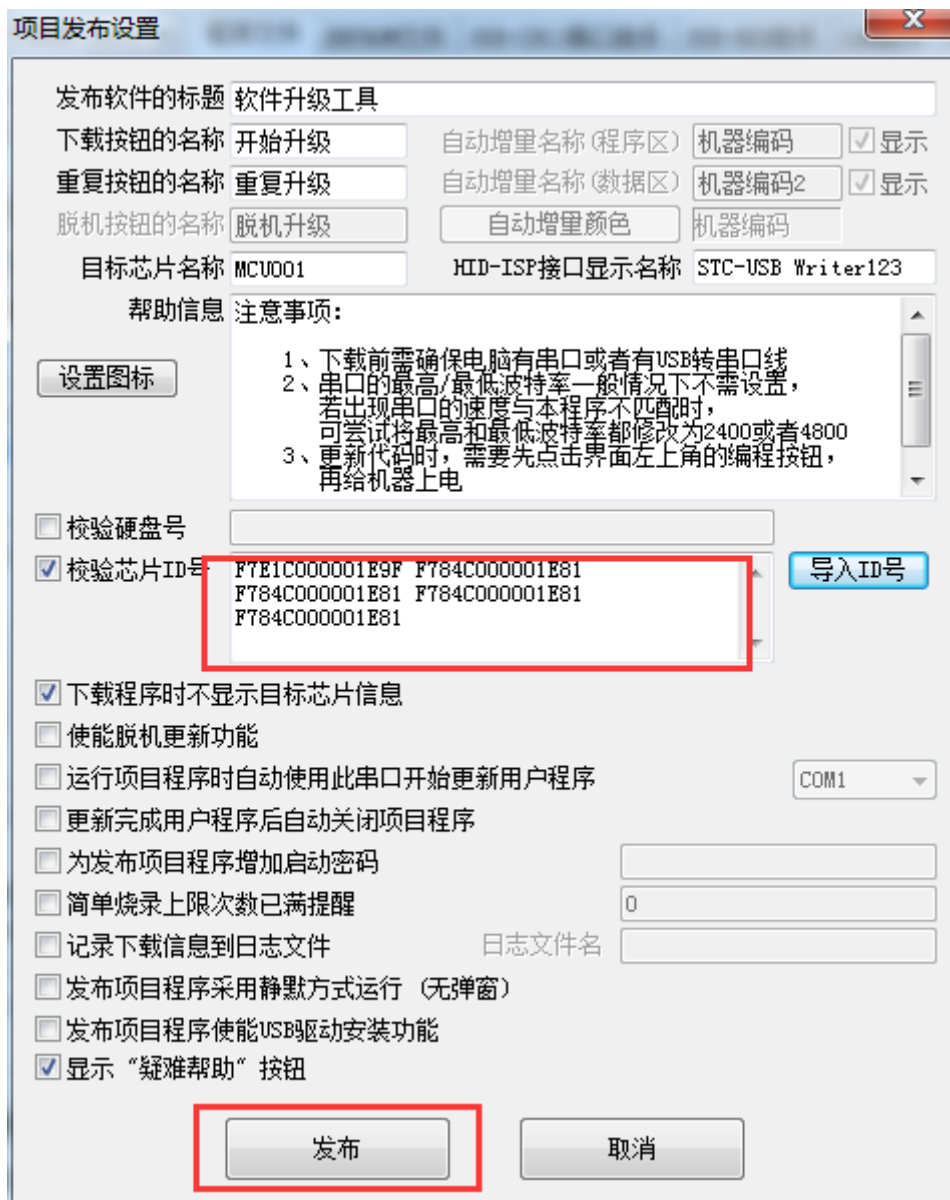 项目发布设置
发布软件的标题 软件升级工具
下载按钮的名称 开始升级 自动增量名称(程序区) 机器编码 显示
重复按钮的名称 重复升级 自动增量名称(数据区) 机器编码2 显示
脱机按钮的名称 脱机升级 自动增量颜色 机器编码
目标芯片名称 MCU001 HID-ISP接口显示名称 STC-USB Writer123
帮助信息 注意事项:
1、下载前需确保电脑有串口或者有USB转串口线
设置图标 2、串口的最高/最低波特率一般情况下不需设置,
若出现串口的速度与本程序不匹配时,
可尝试将最高和最低波特率都修改为2400或者4800
3、更新代码时,需要先点击界面左上角的编程按钮,
再给机器上电
校验硬盘号
校验芯片ID号 F7E1C000001E9F F784C000001E81 导入ID号
F784C000001E81 F784C000001E81
F784C000001E81
下载程序时不显示目标芯片信息
使能脱机更新功能
运行项目程序时自动使用此串口开始更新用户程序 COM1
更新完成用户程序后自动关闭项目程序
为发布项目程序增加启动密码
简单烧录上限次数已满提醒 0
记录下载信息到日志文件 日志文件名
发布项目程序采用静默方式运行 (无弹窗)
发布项目程序使能USB驱动安装功能
显示 “疑难帮助” 按钮
发布 取消